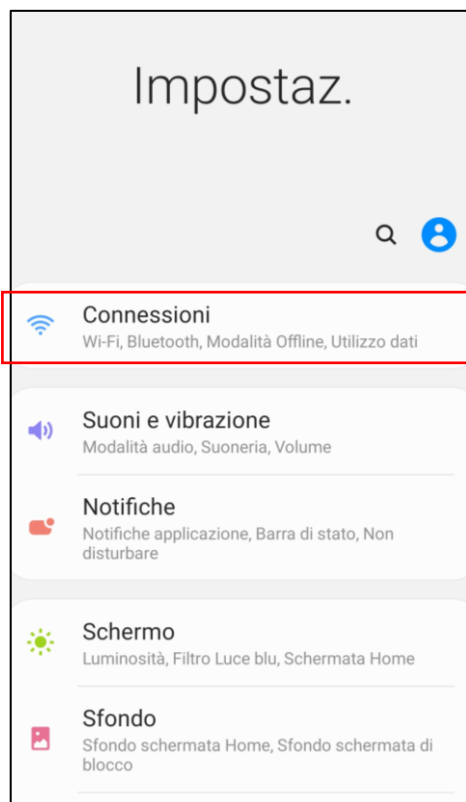 Impostaz.
Connessioni
Wi-Fi, Bluetooth, Modalità Offline, Utilizzo dati
Suoni e vibrazione
Modalità audio, Suoneria, Volume
Notifiche
Notifiche applicazione, Barra di stato, Non
disturbare
Schermo
Luminosità, Filtro Luce blu, Schermata Home
Sfondo
Sfondo schermata Home, Sfondo schermata di
blocco